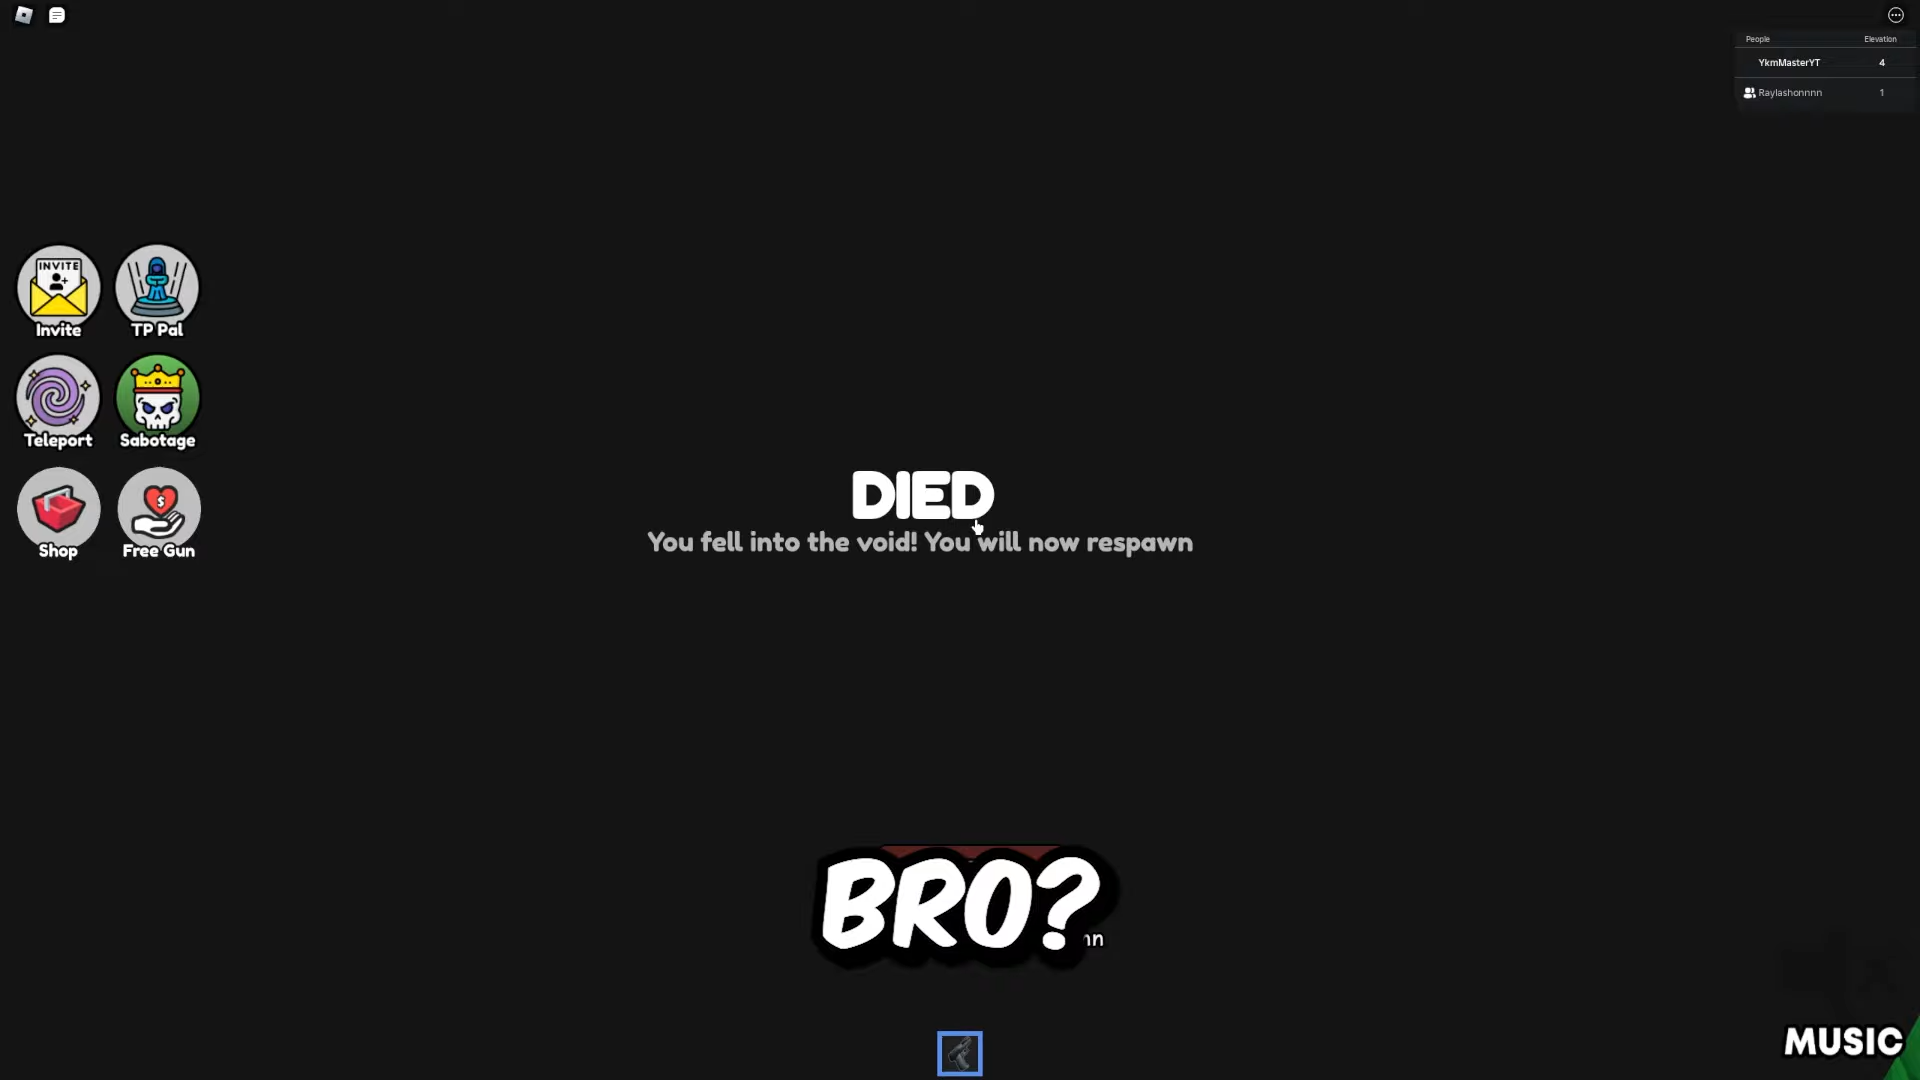 People Elevation
YkmMasterYT 4
Raylashonnnn 1
INVITE
Invite TP Pal
Teleport Sabotage
$
Shop Free Gun
DIED
You fell into the void! You will now respawn
BRO?
nn
MUSIC